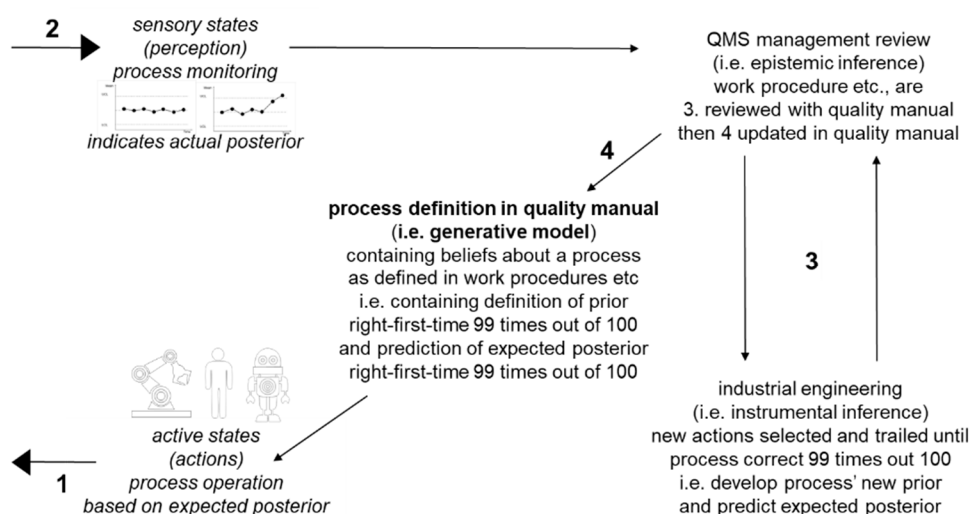 2
sensory states
(perception)
process monitoring
indicates actual posterior
QMS management review
(i.e. epistemic inference)
work procedure etc., are
3. reviewed with quality manual
then 4 updated in quality manual
4
process definition in quality manual
(i.e. generative model)
containing beliefs about a process
as defined in work procedures etc
i.e. containing definition of prior
right-first-time 99 times out of 100
and prediction of expected posterior
right-first-time 99 times out of 100
3
industrial engineering
(i.e. instrumental inference)
new actions selected and trailed until
process correct 99 times out 100
i.e. develop process' new prior
and predict expected posterior
active states
(actions)
process operation
based on expected posterior
1